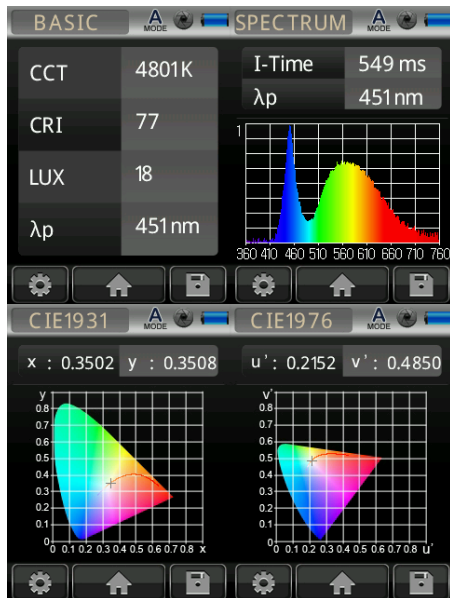 BASIC A MODE
CCT 4801K
CRI 77
LUX 18
λp 451nm
SPECTRUM A MODE
I-Time 549 ms
λp 451nm
1
360 410 460 510 560 610 660 710 760
CIE1931 A MODE
x : 0.3502 y : 0.3508
y
0.8
0.7
0.6
0.5
0.4
0.3
0.2
0.1
0 0.1 0.2 0.3 0.4 0.5 0.6 0.7 0.8 x
CIE1976 A MODE
u' : 0.2152 v' : 0.4850
v'
0.8
0.7
0.6
0.5
0.4
0.3
0.2
0.1
0 0.1 0.2 0.3 0.4 0.5 0.6 0.7 0.8 u'